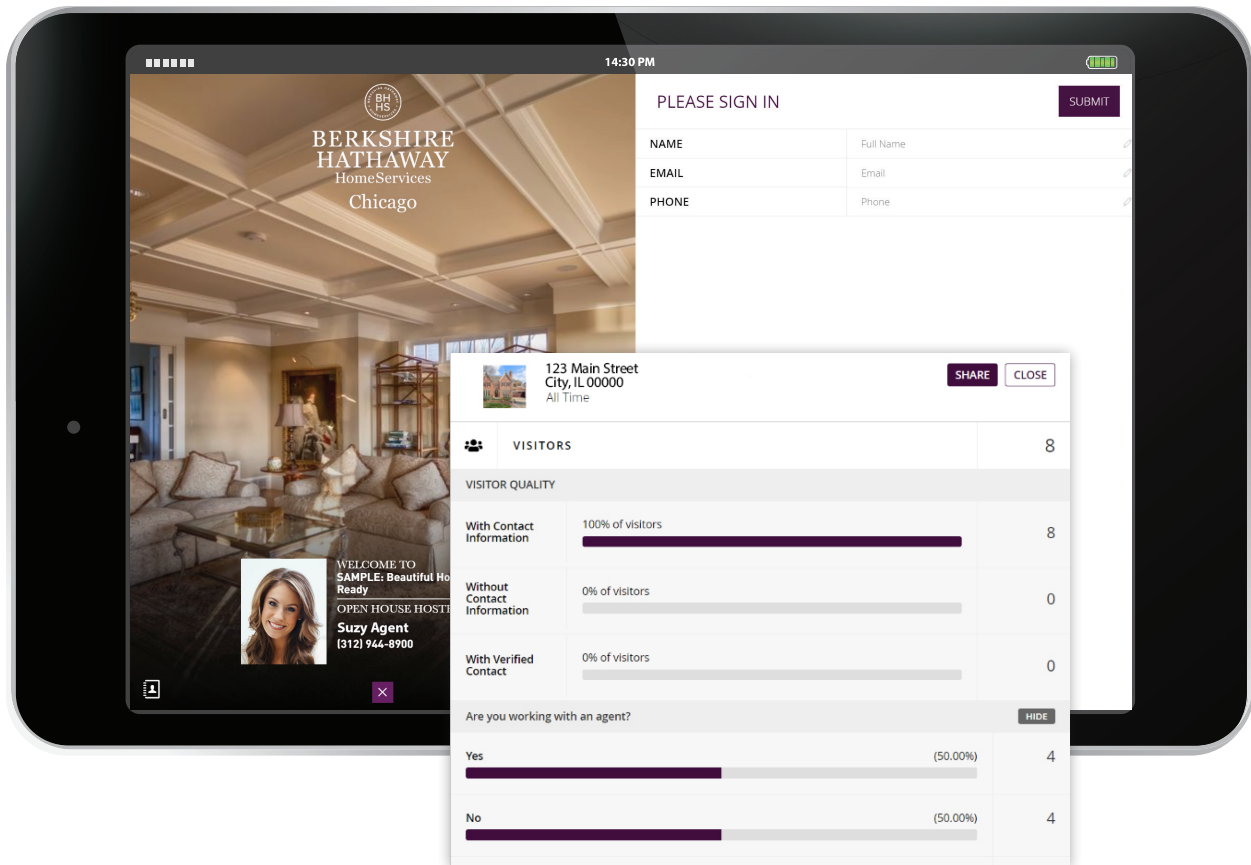 14:30 PM
BH
HS
BERKSHIRE
HATHAWAY
HomeServices
Chicago
WELCOME TO
SAMPLE: Beautiful Ho
Ready
OPEN HOUSE HOSTE
Suzy Agent
(312) 944-8900
PLEASE SIGN IN
SUBMIT
NAME Full Name
EMAIL Email
PHONE Phone
123 Main Street
City, IL 00000
All Time
SHARE CLOSE
VISITORS 8
VISITOR QUALITY
With Contact
Information
100% of visitors
8
Without
Contact
Information
0% of visitors
0
With Verified
Contact
0% of visitors
0
Are you working with an agent? HIDE
Yes (50.00%) 4
No (50.00%) 4